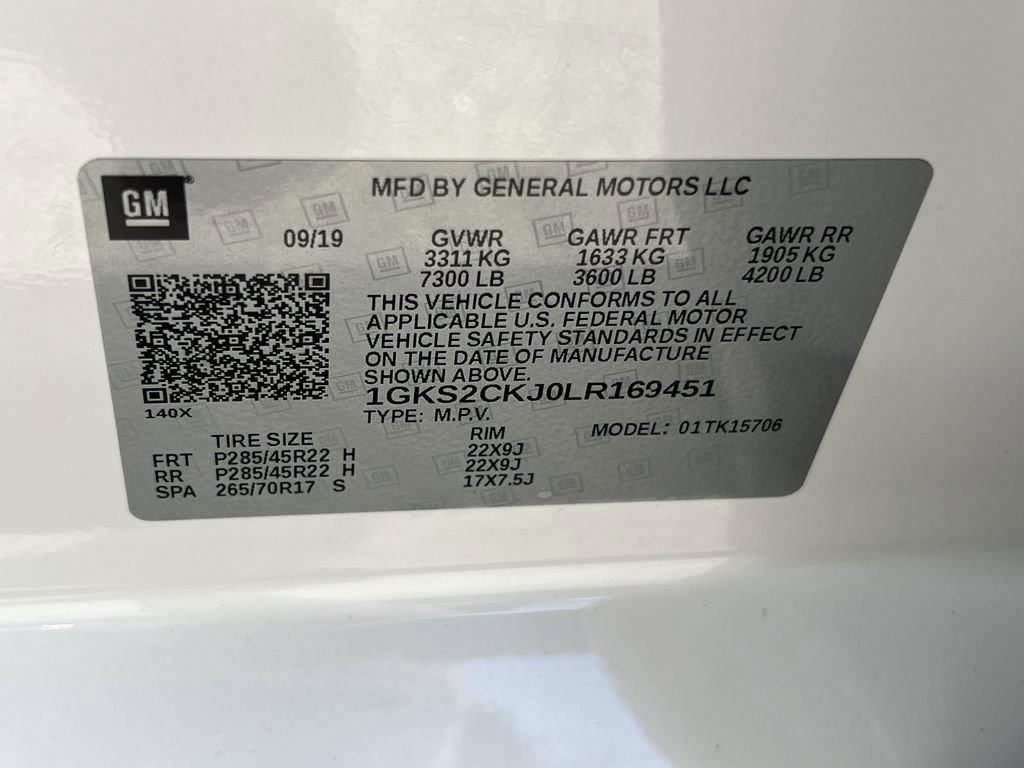 GM
MFD BY GENERAL MOTORS LLC
09/19 GVWR GAWR FRT GAWR RR
3311 KG 1633 KG 1905 KG
7300 LB 3600 LB 4200 LB
THIS VEHICLE CONFORMS TO ALL
APPLICABLE U.S. FEDERAL MOTOR
VEHICLE SAFETY STANDARDS IN EFFECT
ON THE DATE OF MANUFACTURE
SHOWN ABOVE.
1GKS2CKJ0LR169451
140X
TYPE: M.P.V. MODEL: 01TK15706
TIRE SIZE RIM
FRT P285/45R22 H 22X9J
RR P285/45R22 H 22X9J
SPA 265/70R17 S 17X7.5J